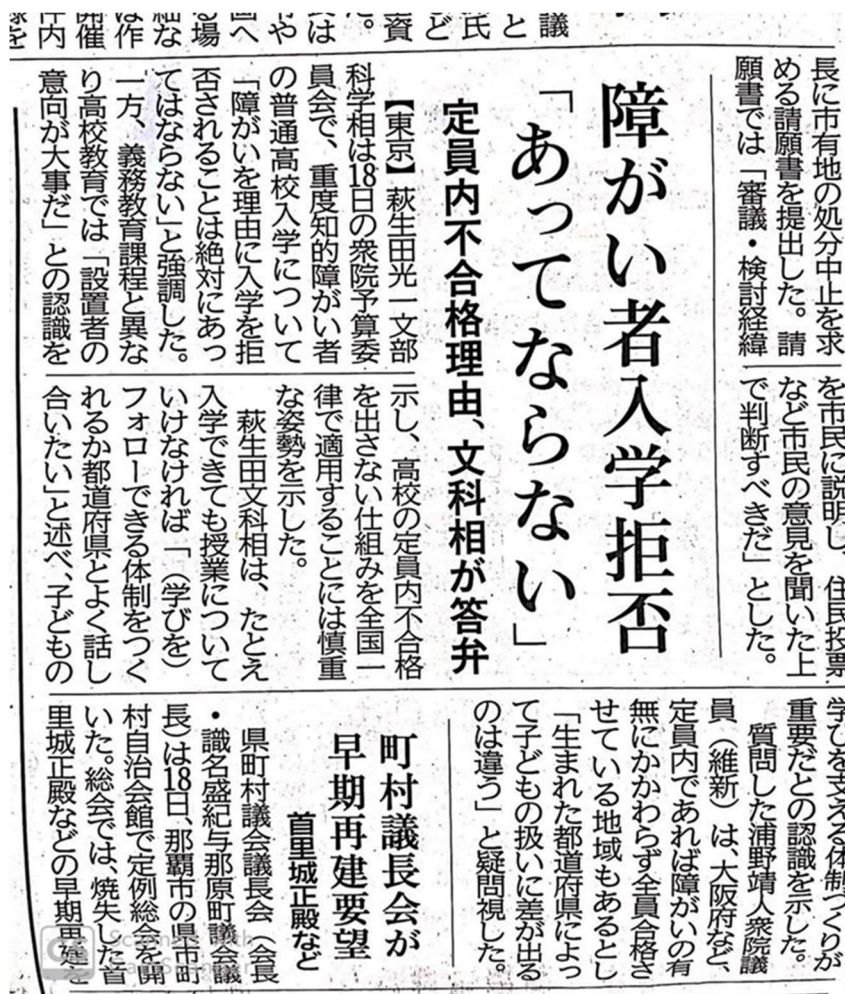 長に市有地の処分中止を求
める請願書を提出した。請
願書では「審議・検討経緯
を市民に説明し、住民投票
など市民の意見を聞いた上
で判断すべきだ」とした。
障がい者入学拒否
「あってならない」
定員内不合格理由、文科相が答弁
【東京】萩生田光一文部
科学相は18日の衆院予算委
員会で、重度知的障がい者
の普通高校入学について
「障がいを理由に入学を拒
否されることは絶対にあっ
てはならない」と強調した。
一方、義務教育課程と異な
り高校教育では「設置者の
意向が大事だ」との認識を
示し、高校の定員内不合格
を出さない仕組みを全国一
律で適用することには慎重
な姿勢を示した。
萩生田文科相は、たとえ
入学できても授業について
いけなければ「（学びを）
フォローできる体制をつく
れるか都道府県とよく話し
合いたい」と述べ、子どもの
学びを支える体制づくりが
重要だとの認識を示した。
質問した浦野靖人衆院議
員（維新）は、大阪府など、
定員内であれば障がいの有
無にかかわらず全員合格さ
せている地域もあるとし
「生まれた都道府県によっ
て子どもの扱いに差が出る
のは違う」と疑問視した。
町村議長会が
早期再建要望
首里城正殿など
県町村議会議長会（会長
・識名盛紀与那原町議会議
長）は18日、那覇市の県市町
村自治会館で定例総会を開
いた。総会では、焼失した首
里城正殿などの早期再建を
CS Scanned with
CamScanner